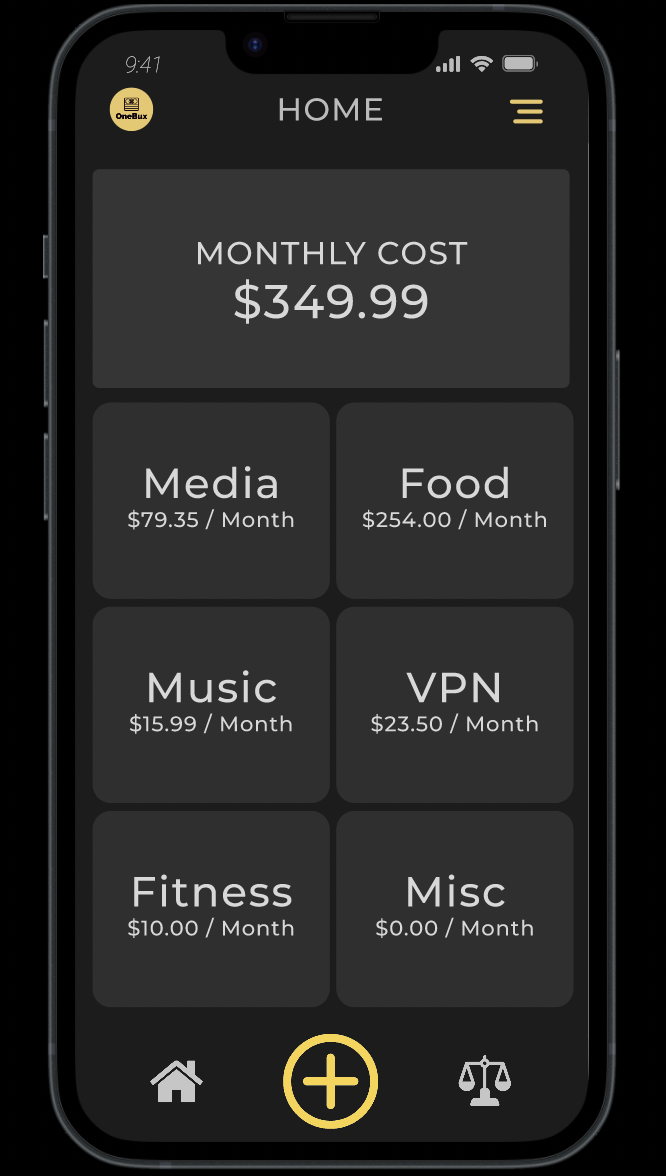 9:41
OneBux
HOME
MONTHLY COST
$349.99
Media
$79.35 / Month
Food
$254.00 / Month
Music
$15.99 / Month
VPN
$23.50 / Month
Fitness
$10.00 / Month
Misc
$0.00 / Month